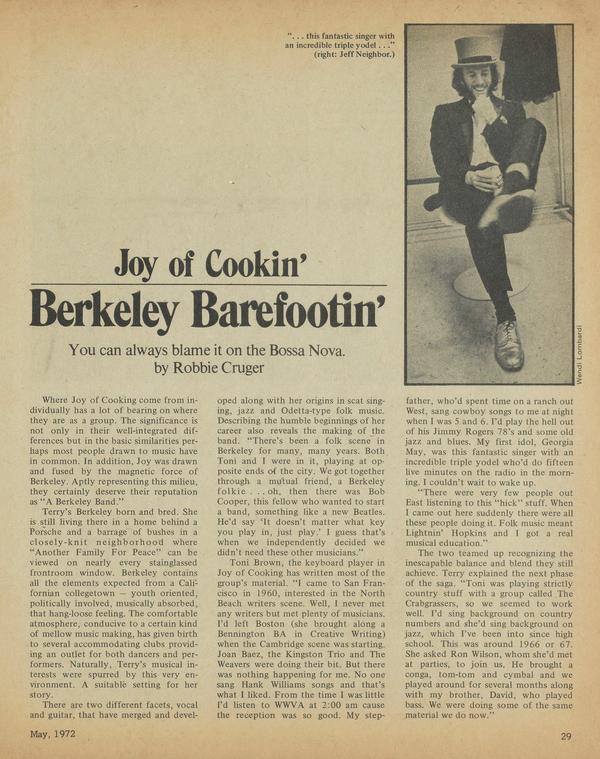 ". . . this fantastic singer with
an incredible triple yodel . . ."
(right: Jeff Neighbor.)
Wendi Lombardi
Joy of Cookin'
Berkeley Barefootin'
You can always blame it on the Bossa Nova.
by Robbie Cruger
Where Joy of Cooking come from in-
dividually has a lot of bearing on where
they are as a group. The significance is
not only in their well-integrated dif-
ferences but in the basic similarities per-
haps most people drawn to music have
in common. In addition, Joy was drawn
and fused by the magnetic force of
Berkeley. Aptly representing this milieu,
they certainly deserve their reputation
as "A Berkeley Band."
Terry's Berkeley born and bred. She
is still living there in a home behind a
Porsche and a barrage of bushes in a
closely-knit neighborhood where
"Another Family For Peace" can be
viewed on nearly every stainglassed
frontroom window. Berkeley contains
all the elements expected from a Cali-
fornian collegetown — youth oriented,
politically involved, musically absorbed,
that hang-loose feeling. The comfortable
atmosphere, conducive to a certain kind
of mellow music making, has given birth
to several accommodating clubs provid-
ing an outlet for both dancers and per-
formers. Naturally, Terry's musical in-
terests were spurred by this very en-
vironment. A suitable setting for her
story.
There are two different facets, vocal
and guitar, that have merged and devel-
oped along with her origins in scat sing-
ing, jazz and Odetta-type folk music.
Describing the humble beginnings of her
career also reveals the making of the
band. "There's been a folk scene in
Berkeley for many, many years. Both
Toni and I were in it, playing at op-
posite ends of the city. We got together
through a mutual friend, a Berkeley
folkie . . . oh, then there was Bob
Cooper, this fellow who wanted to start
a band, something like a new Beatles.
He'd say 'It doesn't matter what key
you play in, just play.' I guess that's
when we independently decided we
didn't need these other musicians."
Toni Brown, the keyboard player in
Joy of Cooking has written most of the
group's material. "I came to San Fran-
cisco in 1960, interested in the North
Beach writers scene. Well, I never met
any writers but met plenty of musicians.
I'd left Boston (she brought along a
Bennington BA in Creative Writing)
when the Cambridge scene was starting.
Joan Baez, the Kingston Trio and The
Weavers were doing their bit. But there
was nothing happening for me. No one
sang Hank Williams songs and that's
what I liked. From the time I was little
I'd listen to WWVA at 2:00 am cause
the reception was so good. My step-
father, who'd spent time on a ranch out
West, sang cowboy songs to me at night
when I was 5 and 6. I'd play the hell out
of his Jimmy Rogers 78's and some old
jazz and blues. My first idol, Georgia
May, was this fantastic singer with an
incredible triple yodel who'd do fifteen
live minutes on the radio in the morn-
ing. I couldn't wait to wake up.
"There were very few people out
East listening to this "hick" stuff. When
I came out here suddenly there were all
these people doing it. Folk music meant
Lightnin' Hopkins and I got a real
musical education."
The two teamed up recognizing the
inescapable balance and blend they still
achieve. Terry explained the next phase
of the saga. "Toni was playing strictly
country stuff with a group called The
Crabgrassers, so we seemed to work
well. I'd sing background on country
numbers and she'd sing background on
jazz, which I've been into since high
school. This was around 1966 or 67.
She asked Ron Wilson, whom she'd met
at parties, to join us. He brought a
conga, tom-tom and cymbal and we
played around for several months along
with my brother, David, who played
bass. We were doing some of the same
material we do now."
May, 1972
29